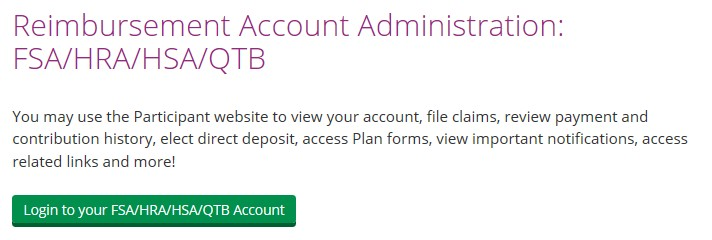 Reimbursement Account Administration:
FSA/HRA/HSA/QTB
You may use the Participant website to view your account, file claims, review payment and
contribution history, elect direct deposit, access Plan forms, view important notifications, access
related links and more!
Login to your FSA/HRA/HSA/QTB Account